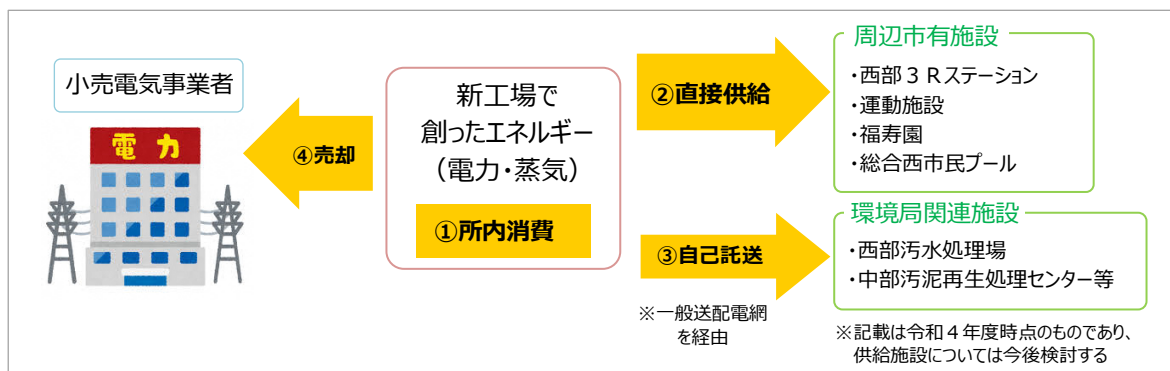 小売電気事業者
電力
④売却
新工場で
創ったエネルギー
（電力・蒸気）
①所内消費
②直接供給
周辺市有施設
・西部３Ｒステーション
・運動施設
・福寿園
・総合西市民プール
③自己託送
※一般送配電網
を経由
環境局関連施設
・西部汚水処理場
・中部汚泥再生処理センター等
※記載は令和４年度時点のものであり、
供給施設については今後検討する